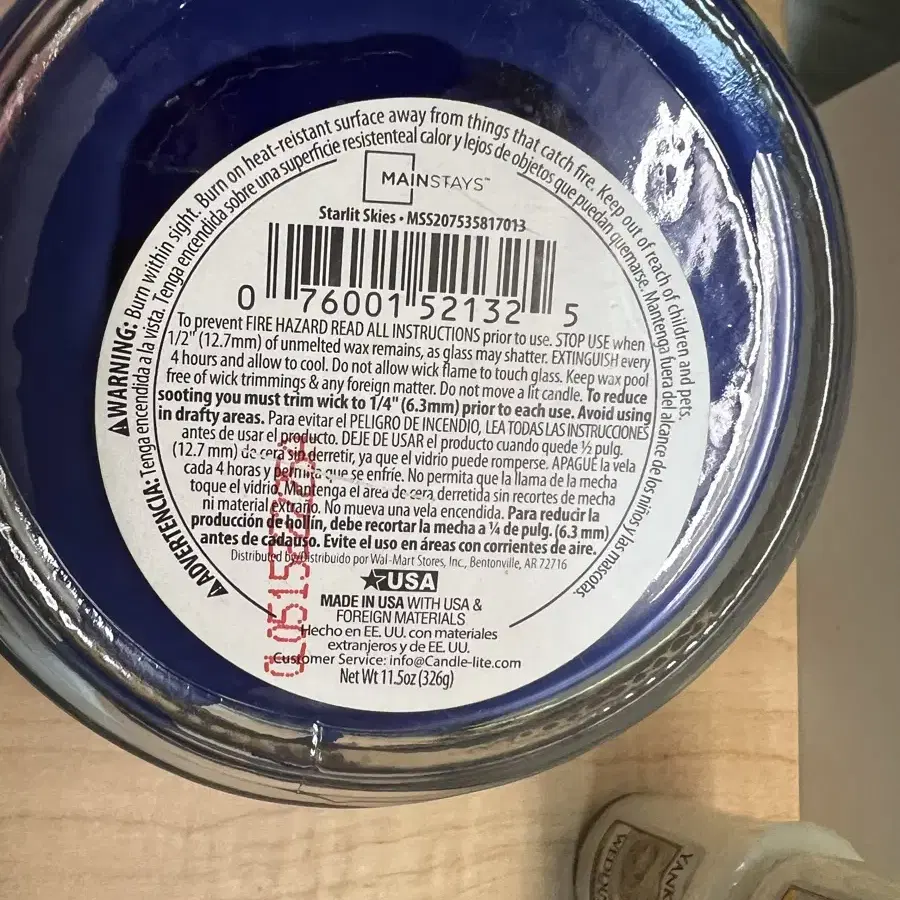 ⚠WARNING: Burn within sight. Burn on heat-reistant surface away from things that catch fire. Keep out of reach of children and pets.
⚠ADVERTENCIA: Tenga encendida a la vista. Tenga encendida sobre una superficie resistenteal calor y lejos de objetos que puedan quemarse. Mantenga fuera del alcance de los ninos y las mascotas.
MAINSTAYS™
Starlit Skies • MSS207535817013
0 76001 52132 5
To prevent FIRE HAZARD READ ALL INSTRUCTIONS prior to use. STOP USE when
1/2" (12.7mm) of unmelted wax remains, as glass may shatter. EXTINGUISH every
4 hours and allow to cool. Do not allow wick flame to touch glass. Keep wax pool
free of wick trimmings & any foreign matter. Do not move a lit candle. To reduce
sooting you must trim wick to 1/4" (6.3mm) prior to each use. Avoid using
in drafty areas. Para evitar el PELIGRO DE INCENDIO, LEA TODAS LAS INSTRUCCIONES
antes de usar el producto. DEJE DE USAR el producto cuando quede ½ pulg.
(12.7 mm) de cera sin derretir, ya que el vidrio puede romperse. APAGUE la vela
cada 4 horas y permita que se enfríe. No permita que la llama de la mecha
toque el vidrio. Mantenga el area de cera derretida sin recortes de mecha
ni material extraño. No mueva una vela encendida. Para reducir la
producción de hollín, debe recortar la mecha a ¼ de pulg. (6.3 mm)
antes de cadauso. Evite el uso en áreas con corrientes de aire.
Distributed by/Distribuido por Wal-Mart Stores, Inc., Bentonville, AR 72716
USA
MADE IN USA WITH USA &
FOREIGN MATERIALS
Hecho en EE. UU. con materiales
extranjeros y de EE. UU.
Customer Service: info@Candle-lite.com
Net Wt 11.5oz (326g)